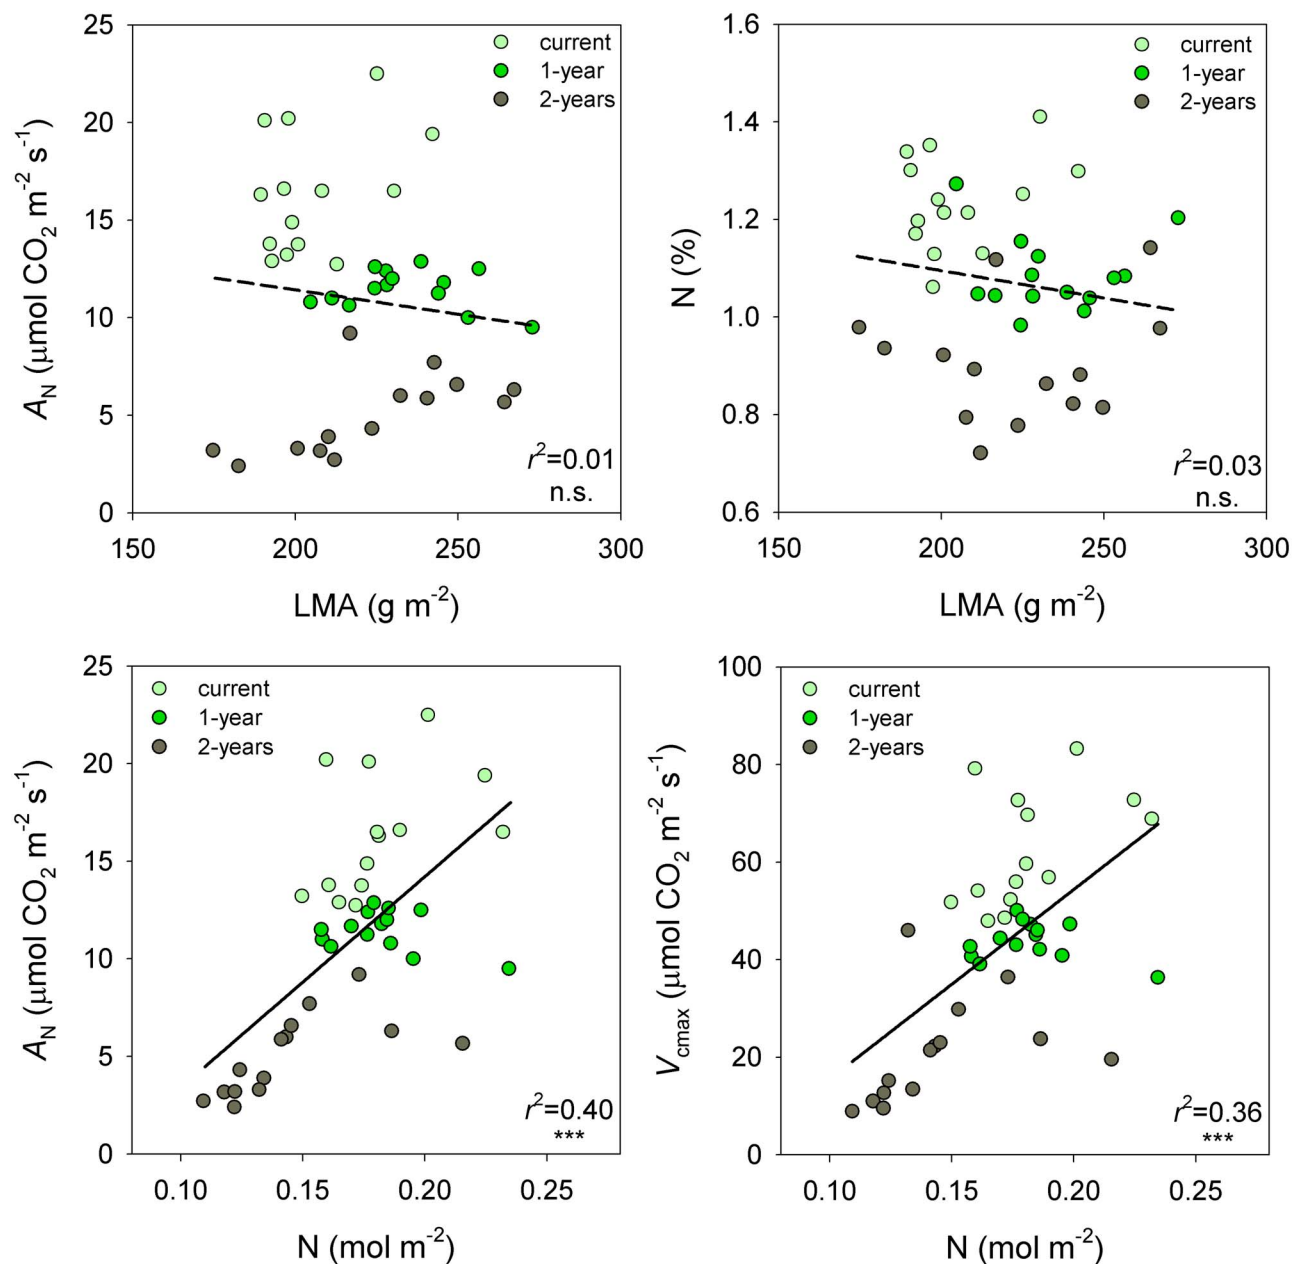 25
20
15
10
5
0
150
200
250
300
A_N (μmol CO₂ m⁻² s⁻¹)
LMA (g m⁻²)
current
1-year
2-years
r²=0.01
n.s.
1.6
1.4
1.2
1.0
0.8
0.6
150
200
250
300
N (%)
LMA (g m⁻²)
current
1-year
2-years
r²=0.03
n.s.
25
20
15
10
5
0
0.10
0.15
0.20
0.25
A_N (μmol CO₂ m⁻² s⁻¹)
N (mol m⁻²)
current
1-year
2-years
r²=0.40
***
100
80
60
40
20
0
0.10
0.15
0.20
0.25
V_cmax (μmol CO₂ m⁻² s⁻¹)
N (mol m⁻²)
current
1-year
2-years
r²=0.36
***